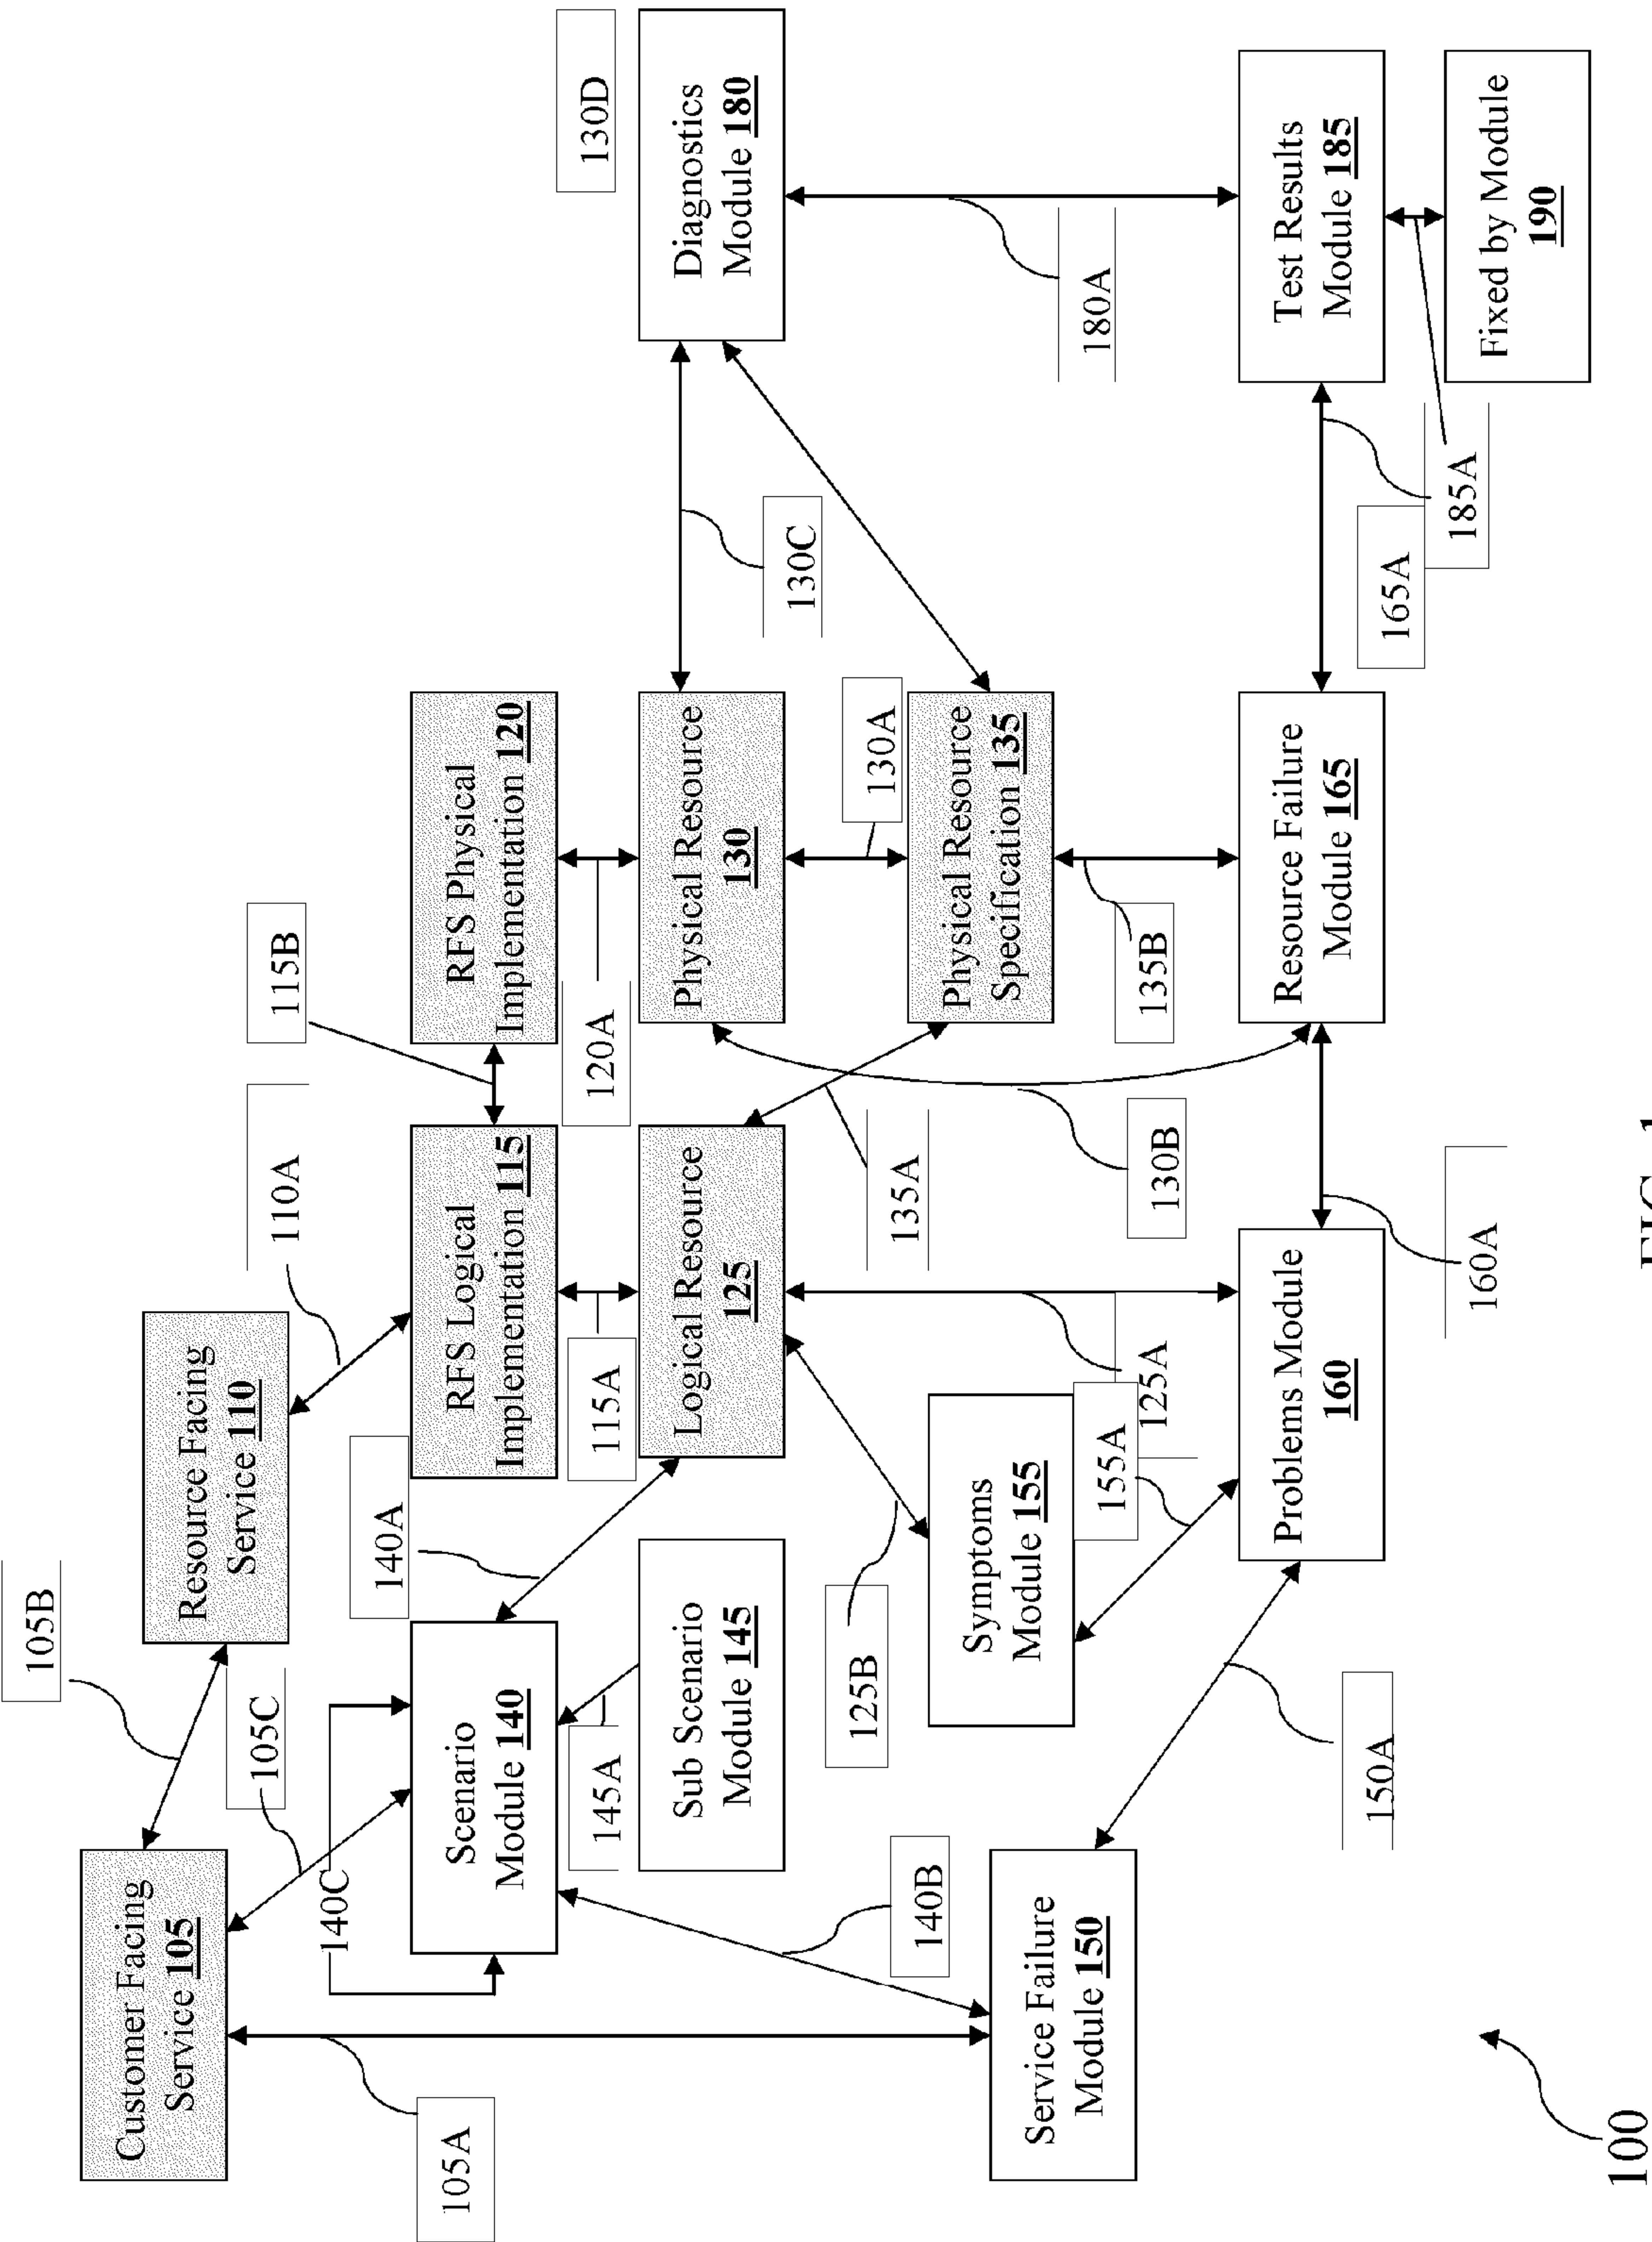 105B
Resource Facing
Service 110
110A
115B
130D
Customer Facing
Service 105
105C
140C
140A
RFS Logical
Implementation 115
RFS Physical
Implementation 120
Scenario
Module 140
145A
115A
120A
Sub Scenario
Module 145
Logical Resource
125
Physical Resource
130
Diagnostics
Module 180
105A
130C
125B
135A
130A
140B
Symptoms
Module 155
Physical Resource
Specification 135
Service Failure
Module 150
155A
125A
130B
135B
180A
Problems Module
160
Resource Failure
Module 165
Test Results
Module 185
150A
165A
185A
160A
Fixed by Module
190
100